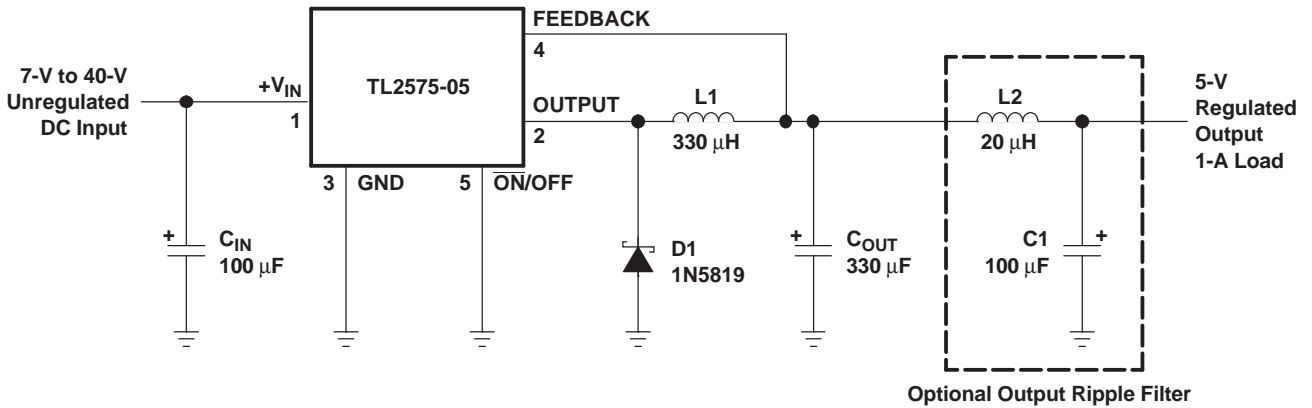 FEEDBACK
4
7-V to 40-V
Unregulated
DC Input
+VIN
1
TL2575-05
OUTPUT
2
L1
330 μH
L2
20 μH
5-V
Regulated
Output
1-A Load
3 GND
5 O̅N̅/OFF
+ CIN
100 μF
D1
1N5819
+ COUT
330 μF
C1 +
100 μF
Optional Output Ripple Filter